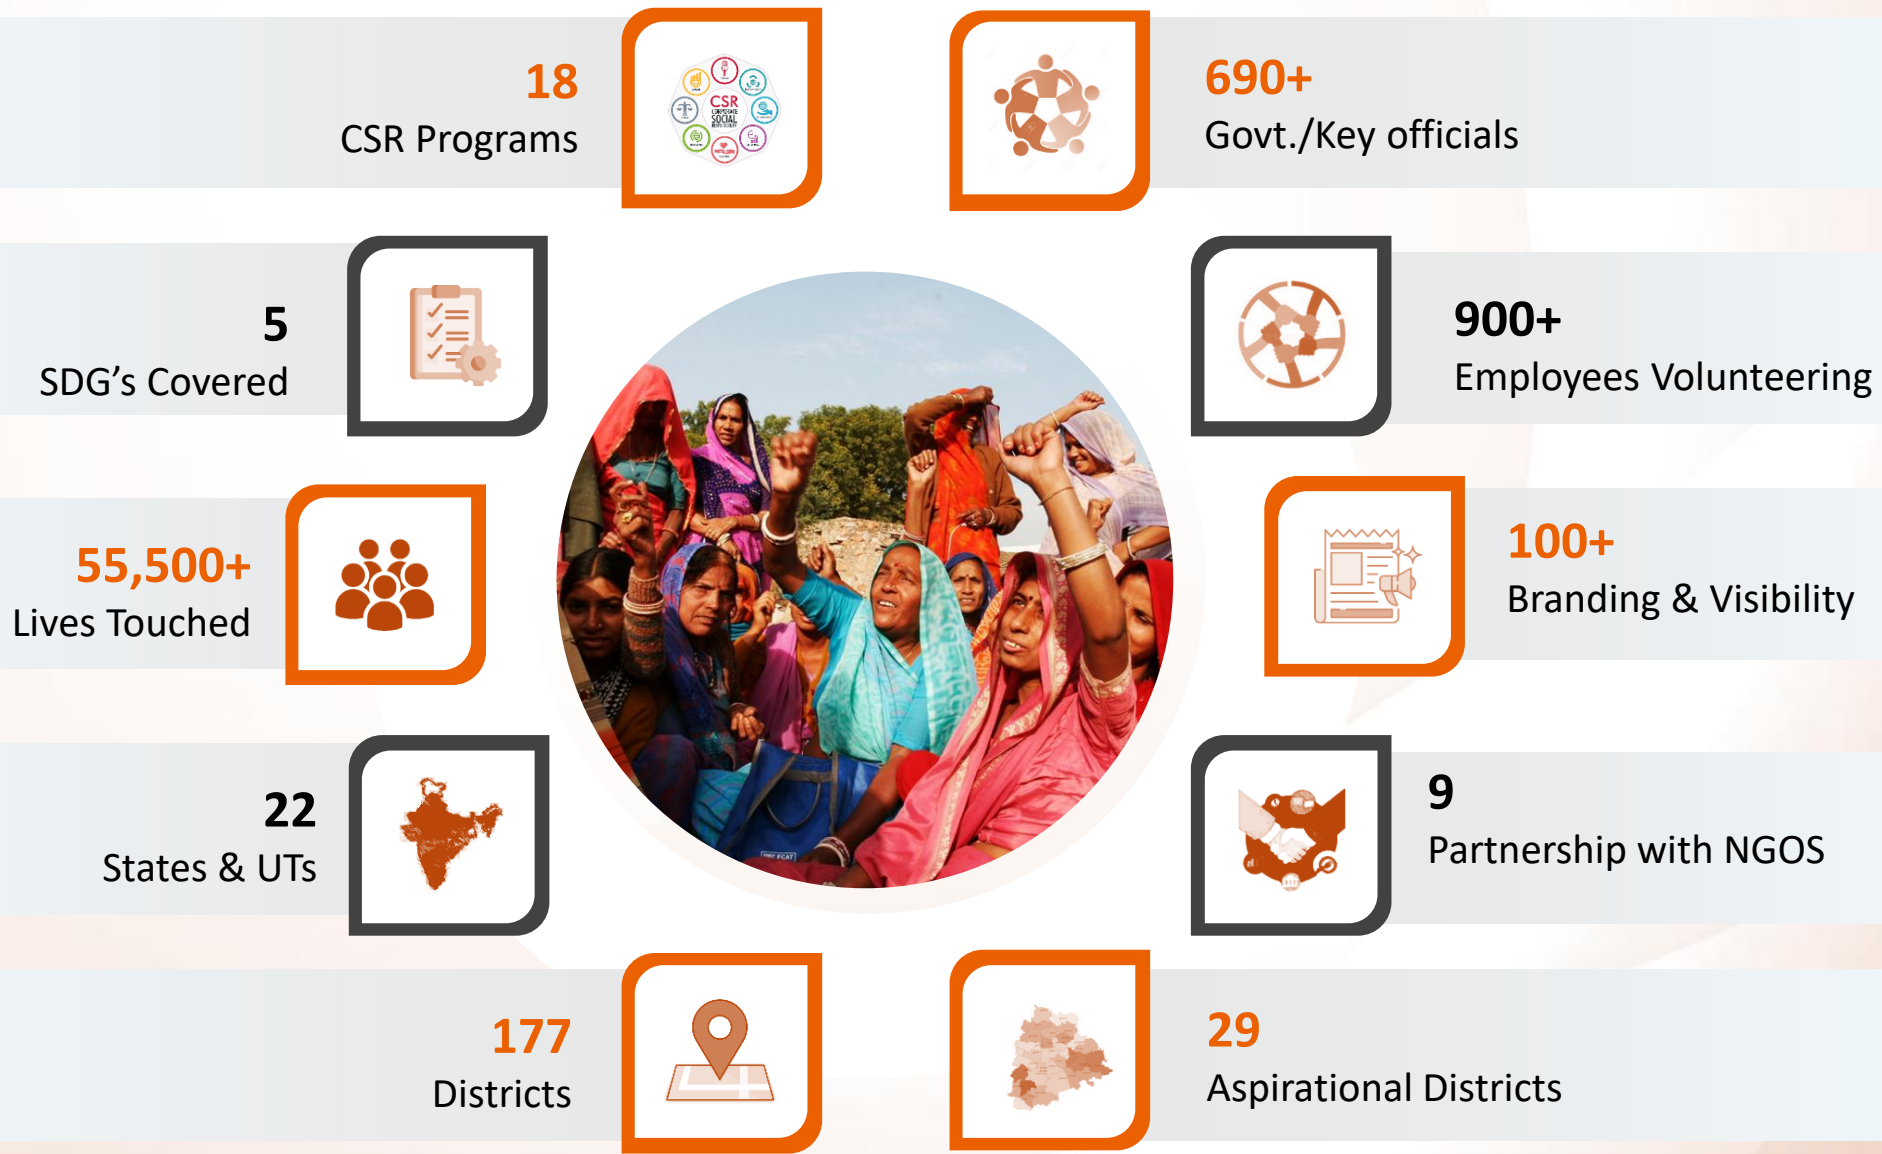 18
CSR Programs
CSR
CORPORATE
SOCIAL
690+
Govt./Key officials
5
SDG's Covered
900+
Employees Volunteering
55,500+
Lives Touched
100+
Branding & Visibility
22
States & UTs
9
Partnership with NGOS
177
Districts
29
Aspirational Districts